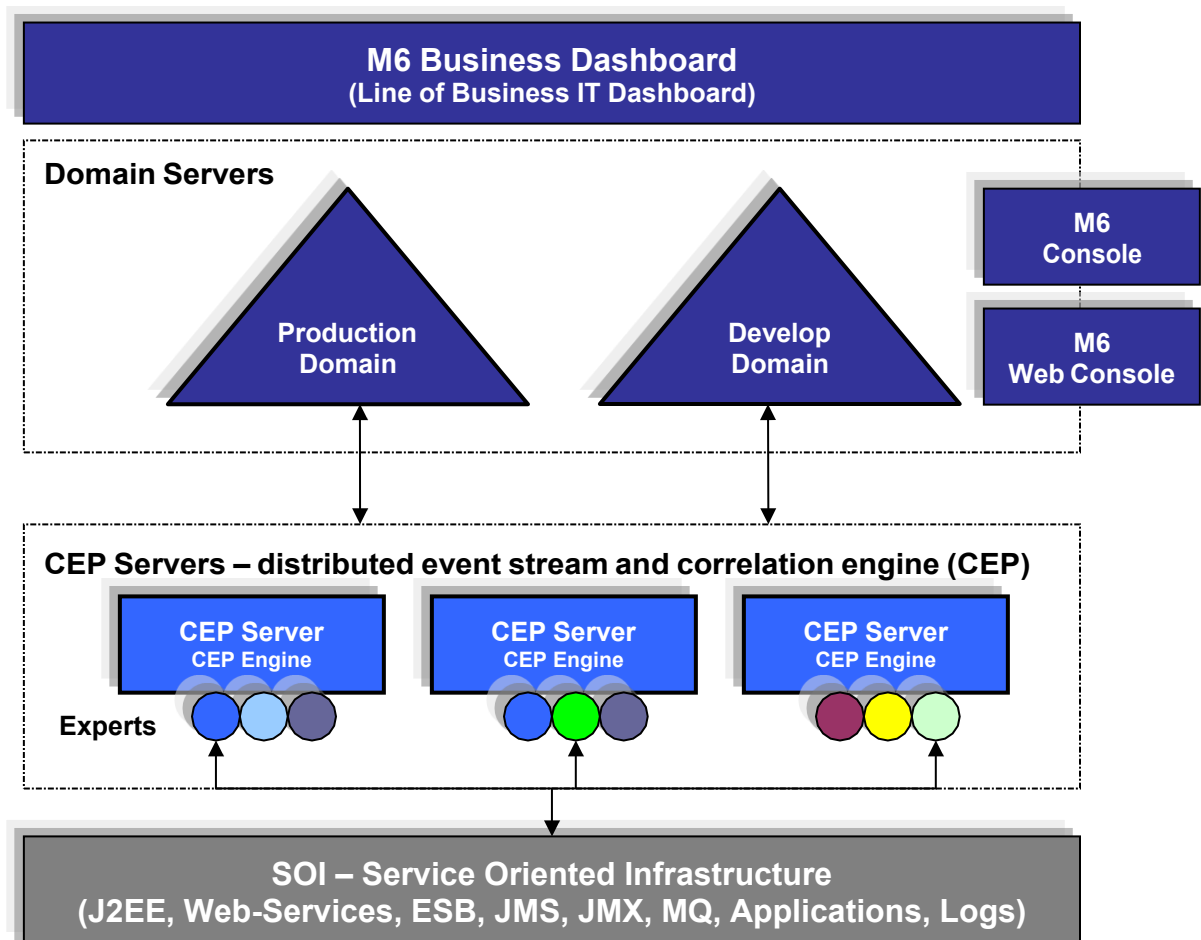 M6 Business Dashboard
(Line of Business IT Dashboard)
Domain Servers
Production
Domain
Develop
Domain
M6
Console
M6
Web Console
CEP Servers – distributed event stream and correlation engine (CEP)
CEP Server
CEP Engine
CEP Server
CEP Engine
CEP Server
CEP Engine
Experts
SOI – Service Oriented Infrastructure
(J2EE, Web-Services, ESB, JMS, JMX, MQ, Applications, Logs)